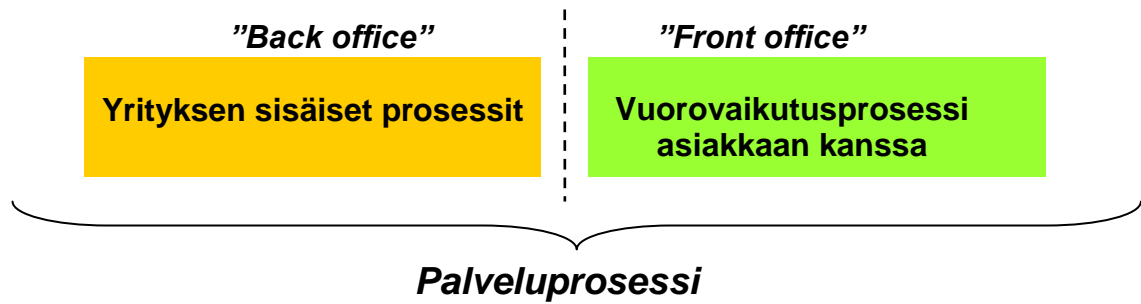 ”Back office”
”Front office”
Yrityksen sisäiset prosessit
Vuorovaikutusprosessi
asiakkaan kanssa
Palveluprosessi